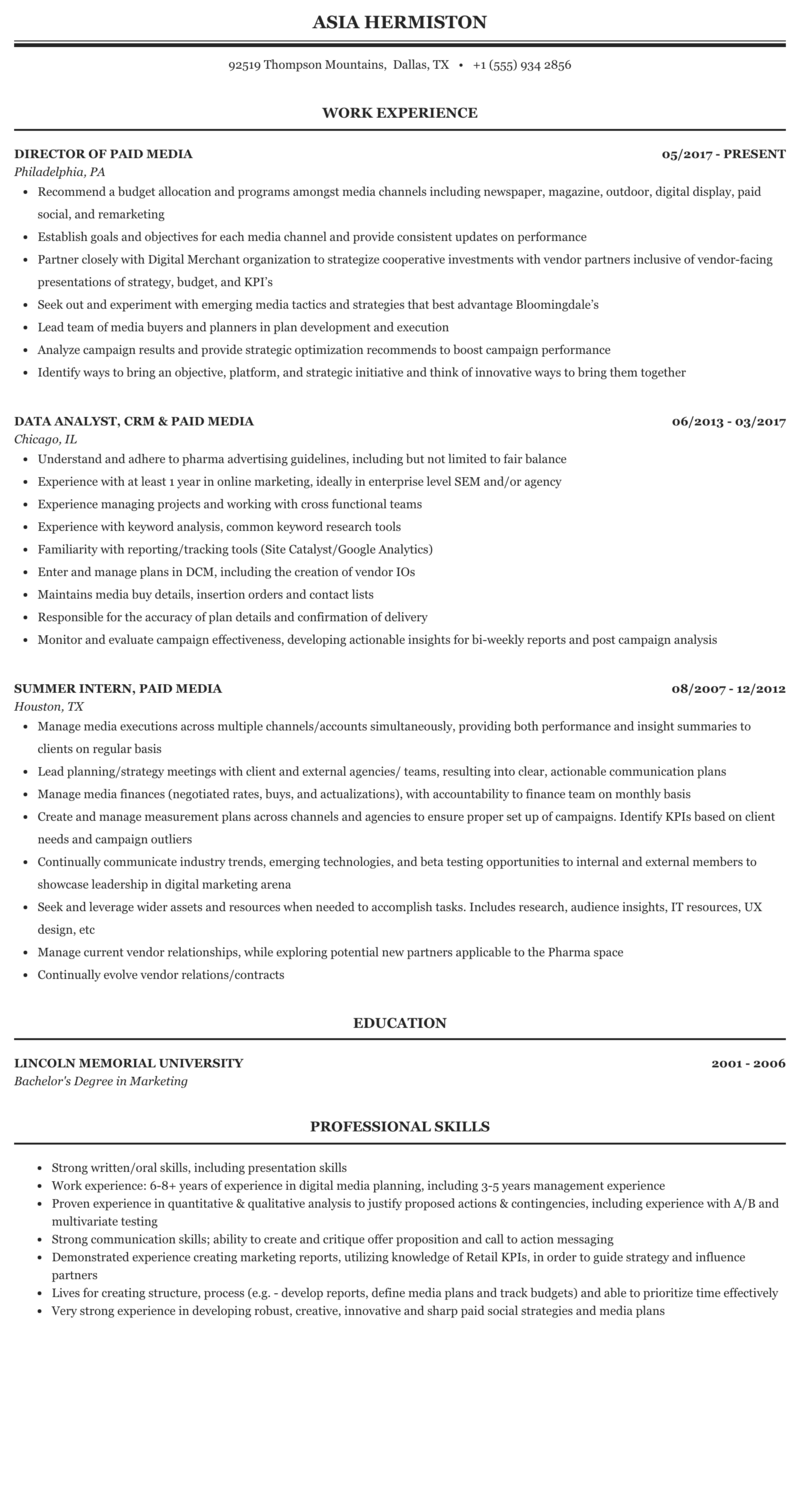 ASIA HERMISTON
92519 Thompson Mountains, Dallas, TX • +1 (555) 934 2856
WORK EXPERIENCE
DIRECTOR OF PAID MEDIA 05/2017 - PRESENT
Philadelphia, PA
• Recommend a budget allocation and programs amongst media channels including newspaper, magazine, outdoor, digital display, paid
social, and remarketing
• Establish goals and objectives for each media channel and provide consistent updates on performance
• Partner closely with Digital Merchant organization to strategize cooperative investments with vendor partners inclusive of vendor-facing
presentations of strategy, budget, and KPI's
• Seek out and experiment with emerging media tactics and strategies that best advantage Bloomingdale's
• Lead team of media buyers and planners in plan development and execution
• Analyze campaign results and provide strategic optimization recommends to boost campaign performance
• Identify ways to bring an objective, platform, and strategic initiative and think of innovative ways to bring them together
DATA ANALYST, CRM & PAID MEDIA 06/2013 - 03/2017
Chicago, IL
• Understand and adhere to pharma advertising guidelines, including but not limited to fair balance
• Experience with at least 1 year in online marketing, ideally in enterprise level SEM and/or agency
• Experience managing projects and working with cross functional teams
• Experience with keyword analysis, common keyword research tools
• Familiarity with reporting/tracking tools (Site Catalyst/Google Analytics)
• Enter and manage plans in DCM, including the creation of vendor IOs
• Maintains media buy details, insertion orders and contact lists
• Responsible for the accuracy of plan details and confirmation of delivery
• Monitor and evaluate campaign effectiveness, developing actionable insights for bi-weekly reports and post campaign analysis
SUMMER INTERN, PAID MEDIA 08/2007 - 12/2012
Houston, TX
• Manage media executions across multiple channels/accounts simultaneously, providing both performance and insight summaries to
clients on regular basis
• Lead planning/strategy meetings with client and external agencies/ teams, resulting into clear, actionable communication plans
• Manage media finances (negotiated rates, buys, and actualizations), with accountability to finance team on monthly basis
• Create and manage measurement plans across channels and agencies to ensure proper set up of campaigns. Identify KPIs based on client
needs and campaign outliers
• Continually communicate industry trends, emerging technologies, and beta testing opportunities to internal and external members to
showcase leadership in digital marketing arena
• Seek and leverage wider assets and resources when needed to accomplish tasks. Includes research, audience insights, IT resources, UX
design, etc
• Manage current vendor relationships, while exploring potential new partners applicable to the Pharma space
• Continually evolve vendor relations/contracts
EDUCATION
LINCOLN MEMORIAL UNIVERSITY 2001 - 2006
Bachelor's Degree in Marketing
PROFESSIONAL SKILLS
• Strong written/oral skills, including presentation skills
• Work experience: 6-8+ years of experience in digital media planning, including 3-5 years management experience
• Proven experience in quantitative & qualitative analysis to justify proposed actions & contingencies, including experience with A/B and
multivariate testing
• Strong communication skills; ability to create and critique offer proposition and call to action messaging
• Demonstrated experience creating marketing reports, utilizing knowledge of Retail KPIs, in order to guide strategy and influence
partners
• Lives for creating structure, process (e.g. - develop reports, define media plans and track budgets) and able to prioritize time effectively
• Very strong experience in developing robust, creative, innovative and sharp paid social strategies and media plans